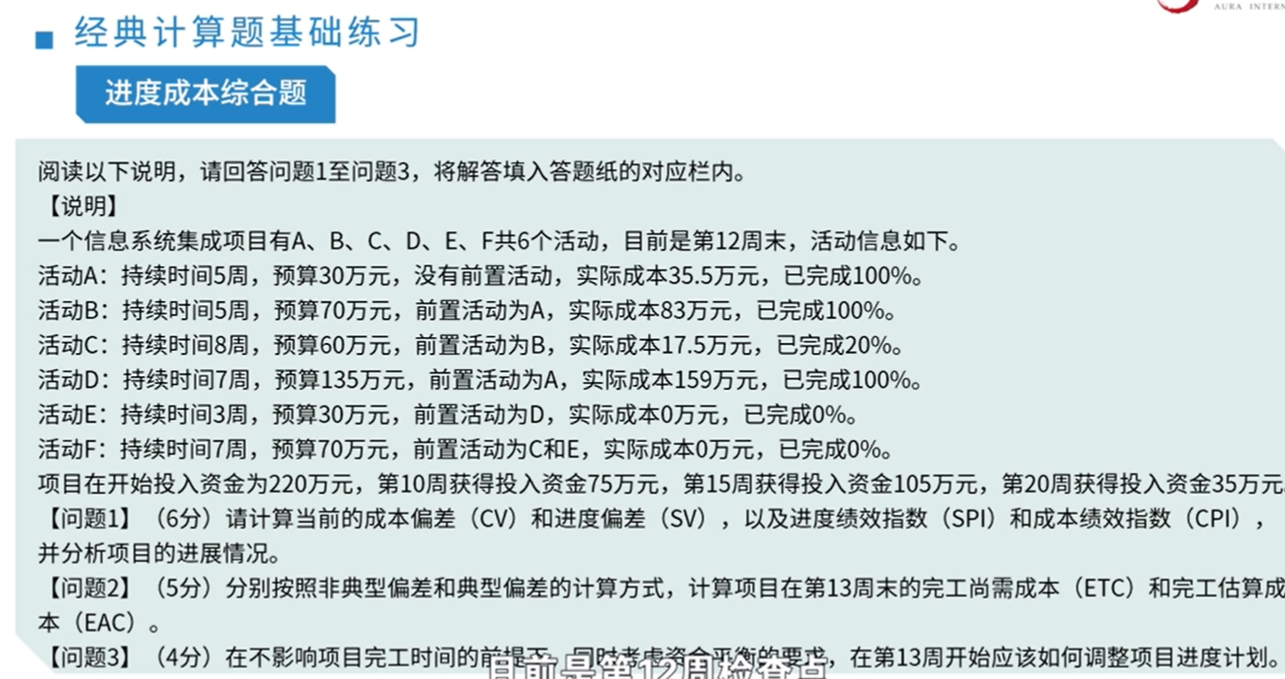 AURA INTERN
经典计算题基础练习
进度成本综合题
阅读以下说明，请回答问题1至问题3，将解答填入答题纸的对应栏内。
【说明】
一个信息系统集成项目有A、B、C、D、E、F共6个活动，目前是第12周末，活动信息如下。
活动A：持续时间5周，预算30万元，没有前置活动，实际成本35.5万元，已完成100%。
活动B：持续时间5周，预算70万元，前置活动为A，实际成本83万元，已完成100%。
活动C：持续时间8周，预算60万元，前置活动为B，实际成本17.5万元，已完成20%。
活动D：持续时间7周，预算135万元，前置活动为A，实际成本159万元，已完成100%。
活动E：持续时间3周，预算30万元，前置活动为D，实际成本0万元，已完成0%。
活动F：持续时间7周，预算70万元，前置活动为C和E，实际成本0万元，已完成0%。
项目在开始投入资金为220万元，第10周获得投入资金75万元，第15周获得投入资金105万元，第20周获得投入资金35万元
【问题1】（6分）请计算当前的成本偏差（CV）和进度偏差（SV），以及进度绩效指数（SPI）和成本绩效指数（CPI），
并分析项目的进展情况。
【问题2】（5分）分别按照非典型偏差和典型偏差的计算方式，计算项目在第13周末的完工尚需成本（ETC）和完工估算成
本（EAC）。
【问题3】（4分）在不影响项目完工时间的前提下，同时考虑资金平衡的要求，在第13周开始应该如何调整项目进度计划。
目前是第12周检查点